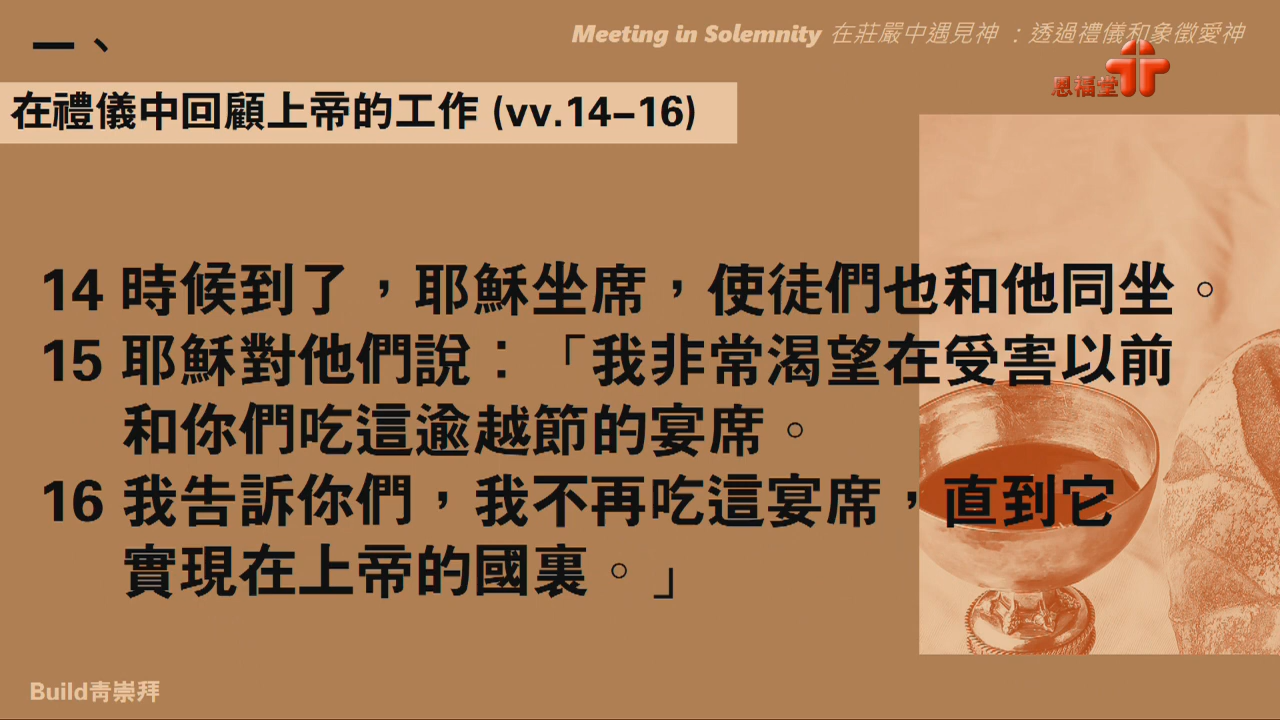 一、
Meeting in Solemnity 在莊嚴中遇見神 ：透過禮儀和象徵愛神
恩福堂
在禮儀中回顧上帝的工作 (vv.14–16)
14 時候到了，耶穌坐席，使徒們也和他同坐。
15 耶穌對他們說：「我非常渴望在受害以前
和你們吃這逾越節的宴席。
16 我告訴你們，我不再吃這宴席，直到它
實現在上帝的國裏。」
Build青崇拜